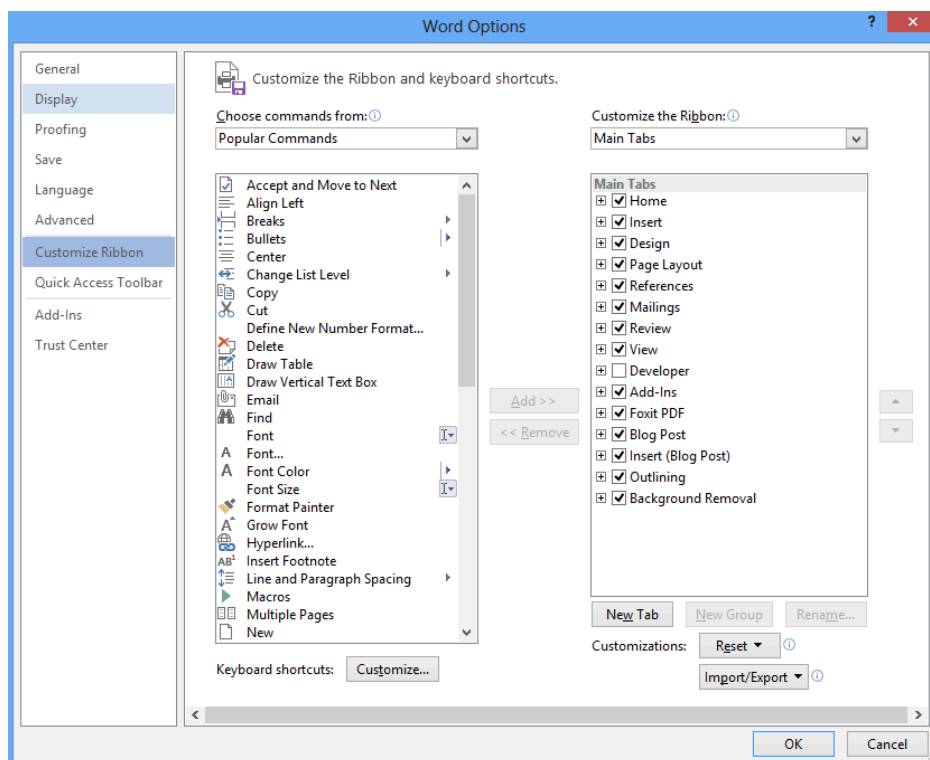 Word Options
?
General
Display
Proofing
Save
Language
Advanced
Customize Ribbon
Quick Access Toolbar
Add-Ins
Trust Center
Customize the Ribbon and keyboard shortcuts.
Choose commands from:
Popular Commands
Accept and Move to Next
Align Left
Breaks
Bullets
Center
Change List Level
Copy
Cut
Define New Number Format...
Delete
Draw Table
Draw Vertical Text Box
Email
Find
Font
Font...
Font Color
Font Size
Format Painter
Grow Font
Hyperlink...
Insert Footnote
Line and Paragraph Spacing
Macros
Multiple Pages
New
Keyboard shortcuts: Customize...
Add >>
<< Remove
Customize the Ribbon:
Main Tabs
Main Tabs
Home
Insert
Design
Page Layout
References
Mailings
Review
View
Developer
Add-Ins
Foxit PDF
Blog Post
Insert (Blog Post)
Outlining
Background Removal
New Tab New Group Rename...
Customizations: Reset
Import/Export
OK Cancel